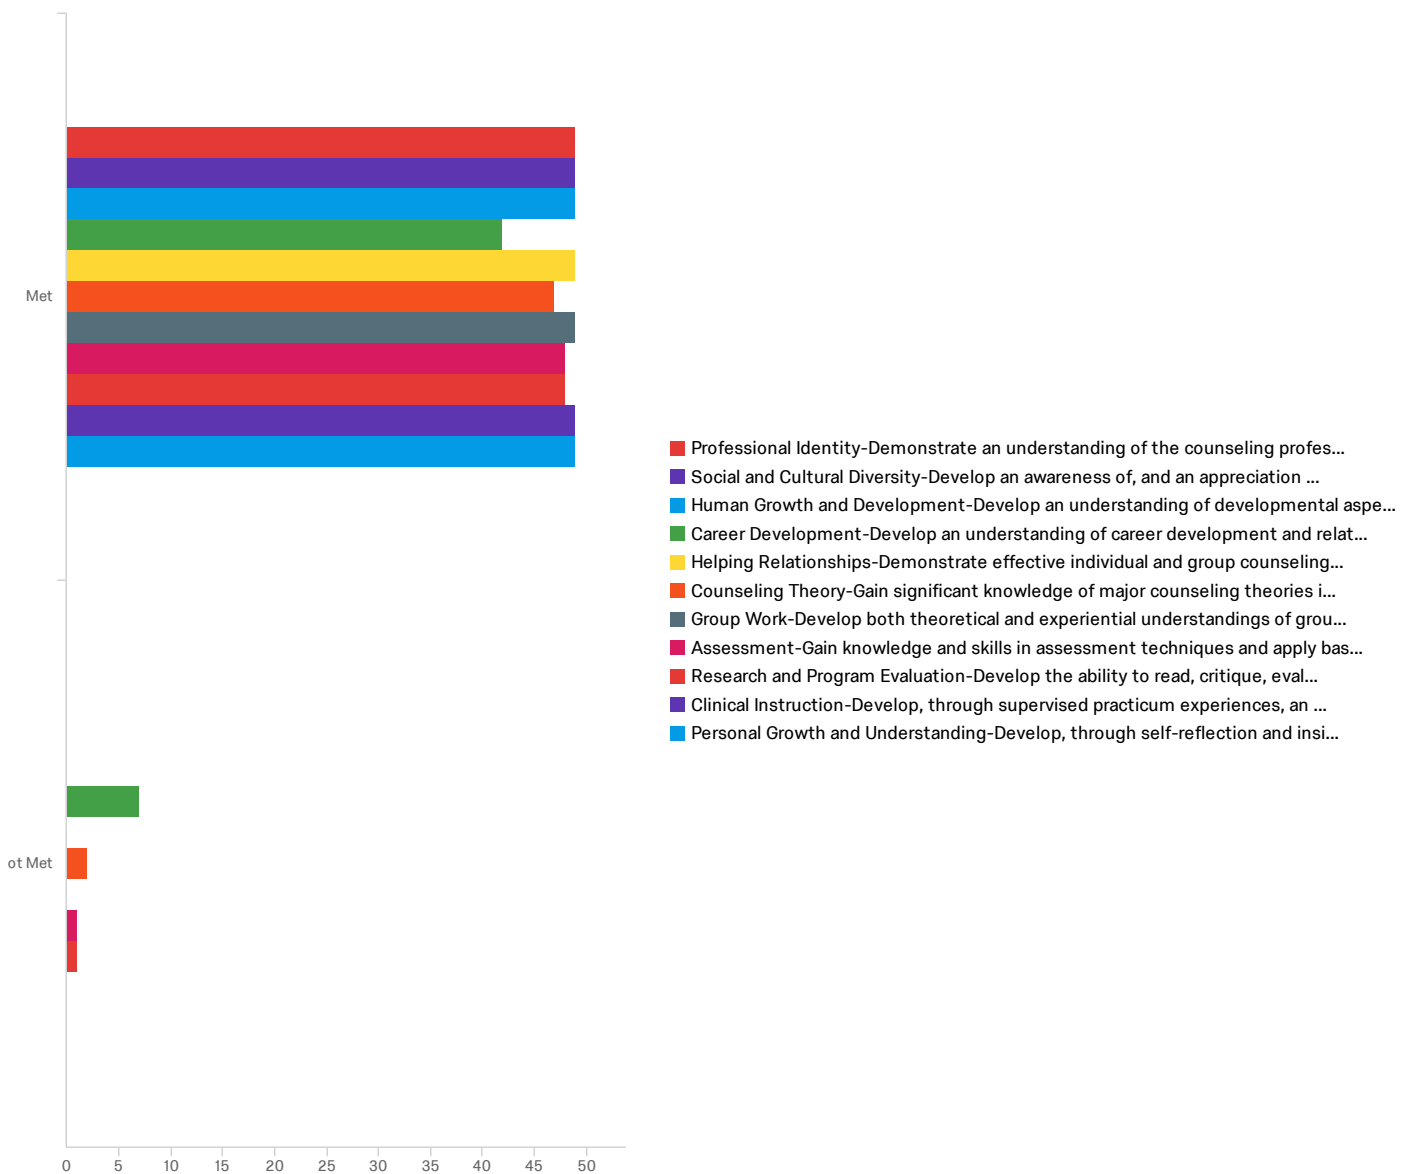 Met
ot Met
0 5 10 15 20 25 30 35 40 45 50
Professional Identity-Demonstrate an understanding of the counseling profes...
Social and Cultural Diversity-Develop an awareness of, and an appreciation ...
Human Growth and Development-Develop an understanding of developmental aspe...
Career Development-Develop an understanding of career development and relat...
Helping Relationships-Demonstrate effective individual and group counseling...
Counseling Theory-Gain significant knowledge of major counseling theories i...
Group Work-Develop both theoretical and experiential understandings of grou...
Assessment-Gain knowledge and skills in assessment techniques and apply bas...
Research and Program Evaluation-Develop the ability to read, critique, eval...
Clinical Instruction-Develop, through supervised practicum experiences, an ...
Personal Growth and Understanding-Develop, through self-reflection and insi...